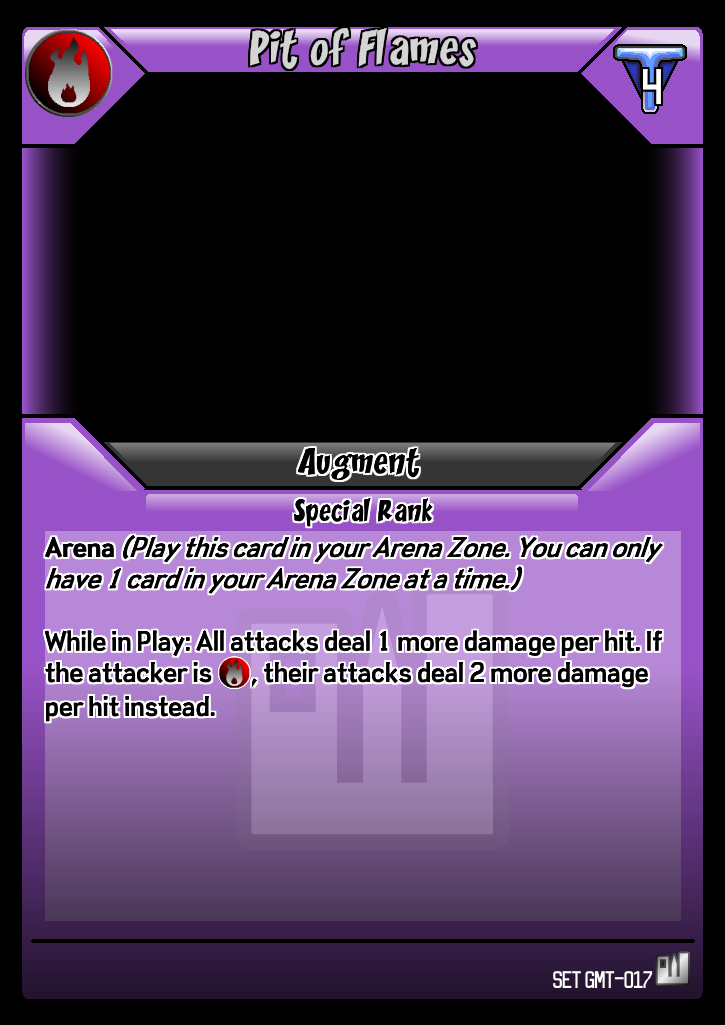 Pit of Flames
4
Augment
Special Rank
Arena (Play this card in your Arena Zone. You can only
have 1 card in your Arena Zone at a time.)
While in Play: All attacks deal 1 more damage per hit. If
the attacker is , their attacks deal 2 more damage
per hit instead.
SET GMT-017